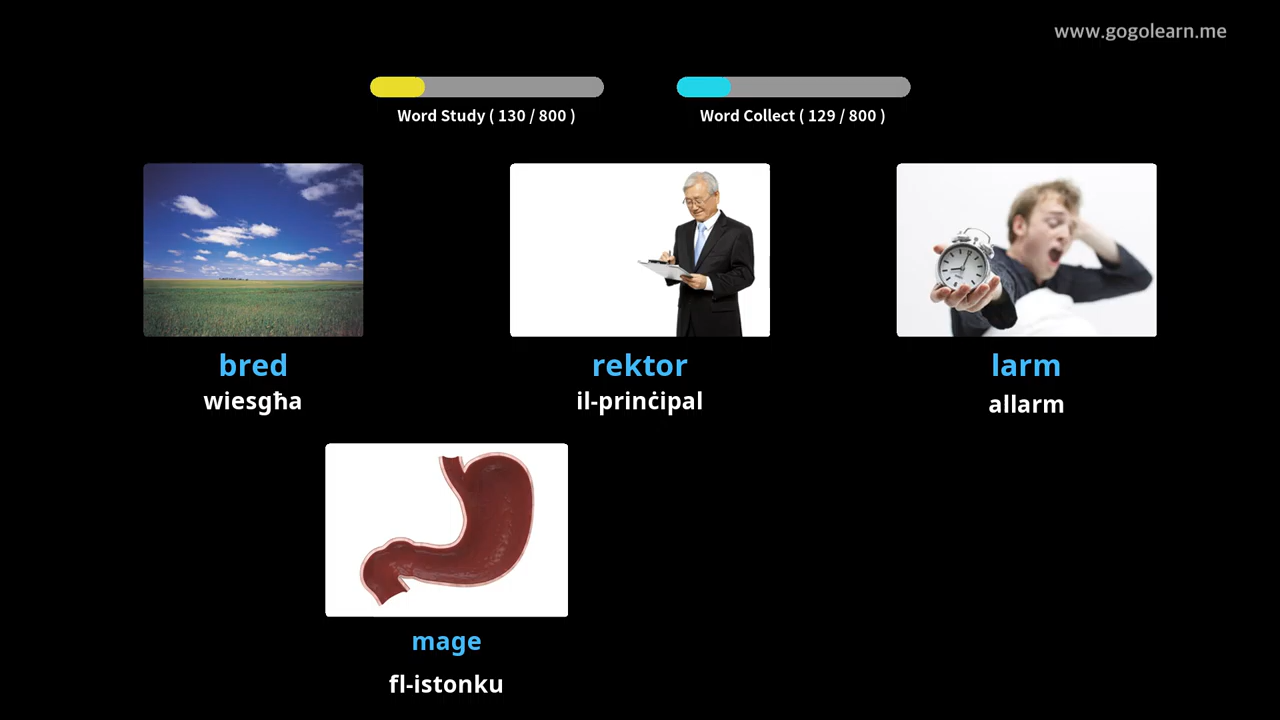 www.gogolearn.me
Word Study ( 130 / 800 )
Word Collect ( 129 / 800 )
bred
wiesgħa
rektor
il-prinċipal
larm
allarm
mage
fl-istonku